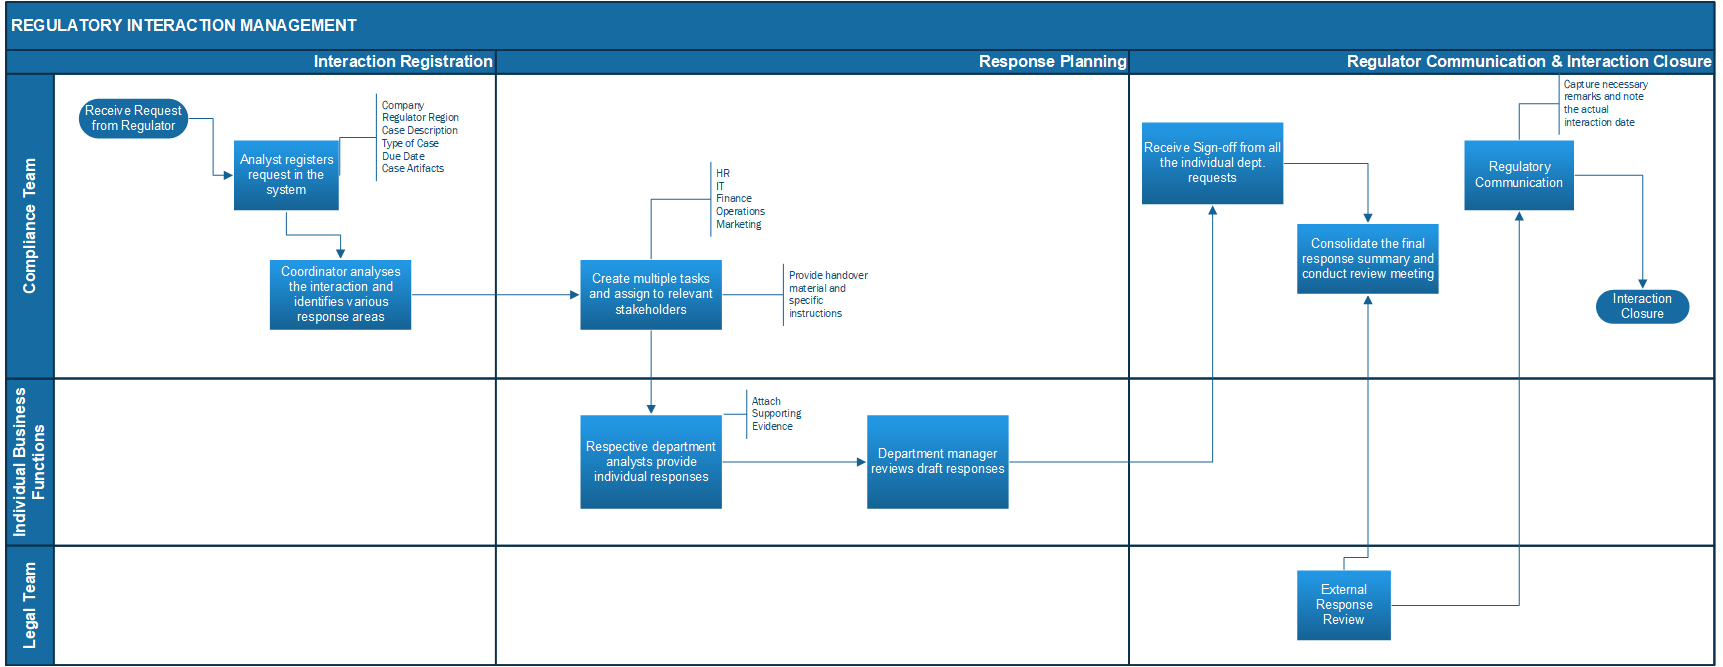 REGULATORY INTERACTION MANAGEMENT
Interaction Registration
Response Planning
Regulator Communication & Interaction Closure
Compliance Team
Receive Request
from Regulator
Analyst registers
request in the
system
Company
Regulator Region
Case Description
Type of Case
Due Date
Case Artifacts
Coordinator analyses
the interaction and
identifies various
response areas
HR
IT
Finance
Operations
Marketing
Create multiple tasks
and assign to relevant
stakeholders
Provide handover
material and
specific
instructions
Receive Sign-off from all
the individual dept.
requests
Consolidate the final
response summary and
conduct review meeting
Capture necessary
remarks and note
the actual
interaction date
Regulatory
Communication
Interaction
Closure
Individual Business
Functions
Respective department
analysts provide
individual responses
Attach
Supporting
Evidence
Department manager
reviews draft responses
Legal Team
External
Response
Review